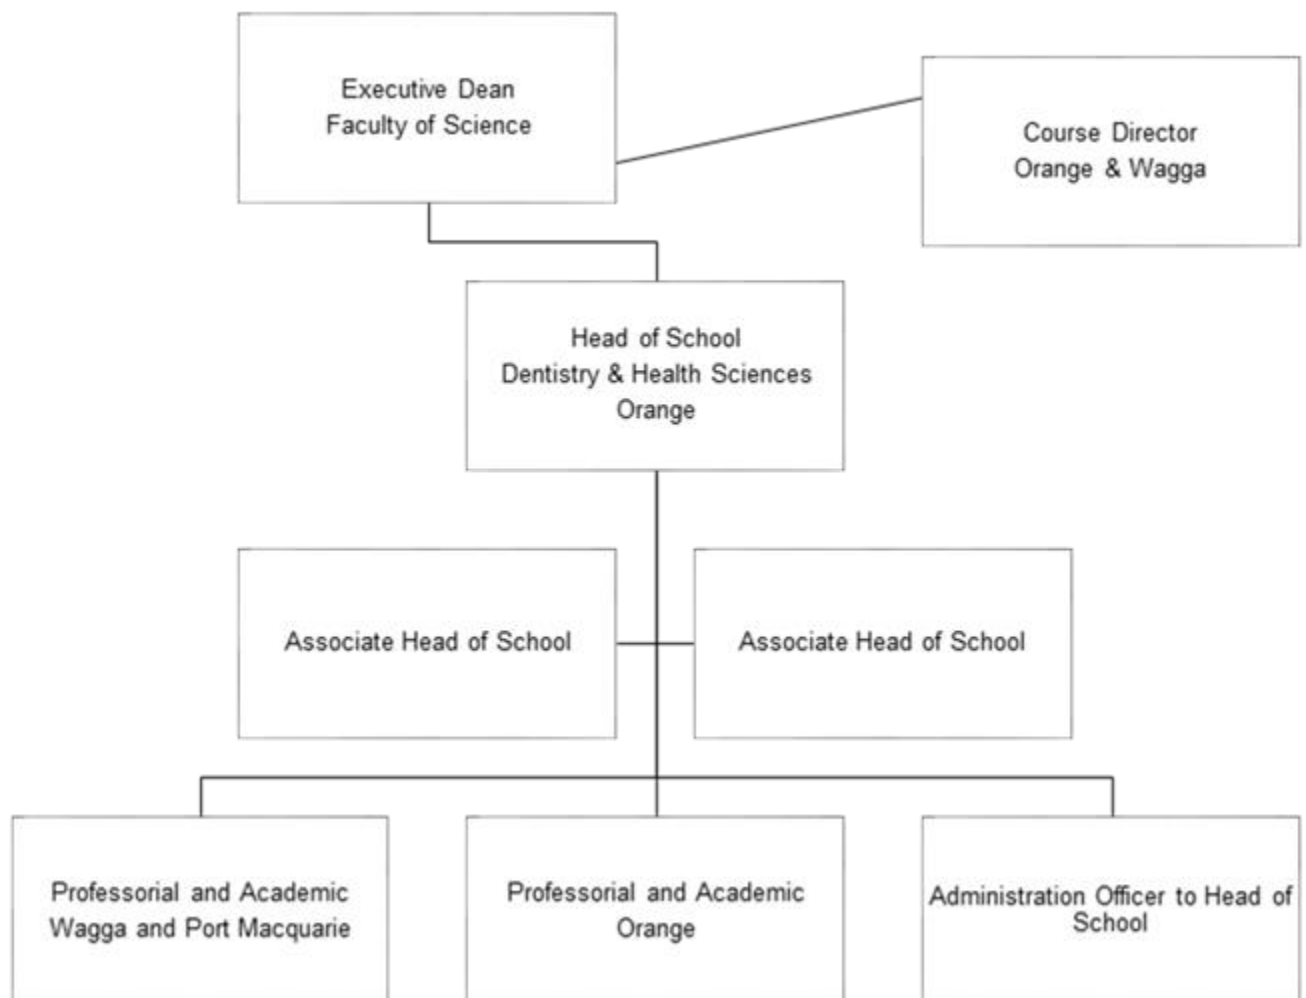 Executive Dean
Faculty of Science
Course Director
Orange & Wagga
Head of School
Dentistry & Health Sciences
Orange
Associate Head of School
Associate Head of School
Professorial and Academic
Wagga and Port Macquarie
Professorial and Academic
Orange
Administration Officer to Head of
School